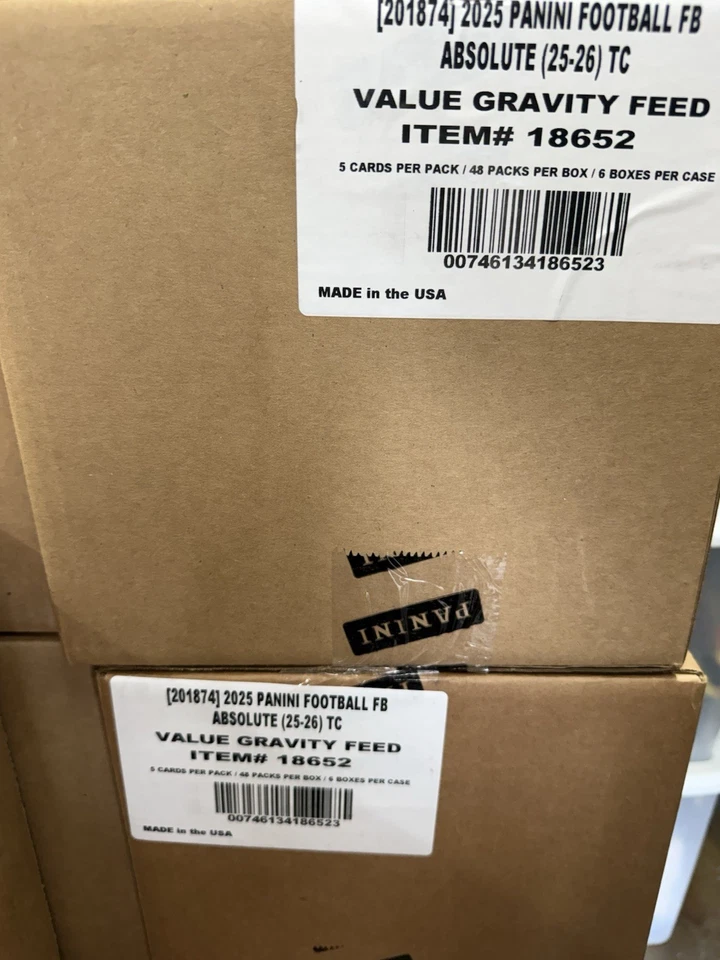 [201874] 2025 PANINI FOOTBALL FB
ABSOLUTE (25-26) TC
VALUE GRAVITY FEED
ITEM# 18652
5 CARDS PER PACK / 48 PACKS PER BOX / 6 BOXES PER CASE
00746134186523
MADE in the USA
PANINI
[201874] 2025 PANINI FOOTBALL FB
ABSOLUTE (25-26) TC
VALUE GRAVITY FEED
ITEM# 18652
5 CARDS PER PACK / 48 PACKS PER BOX / 6 BOXES PER CASE
00746134186523
MADE in the USA